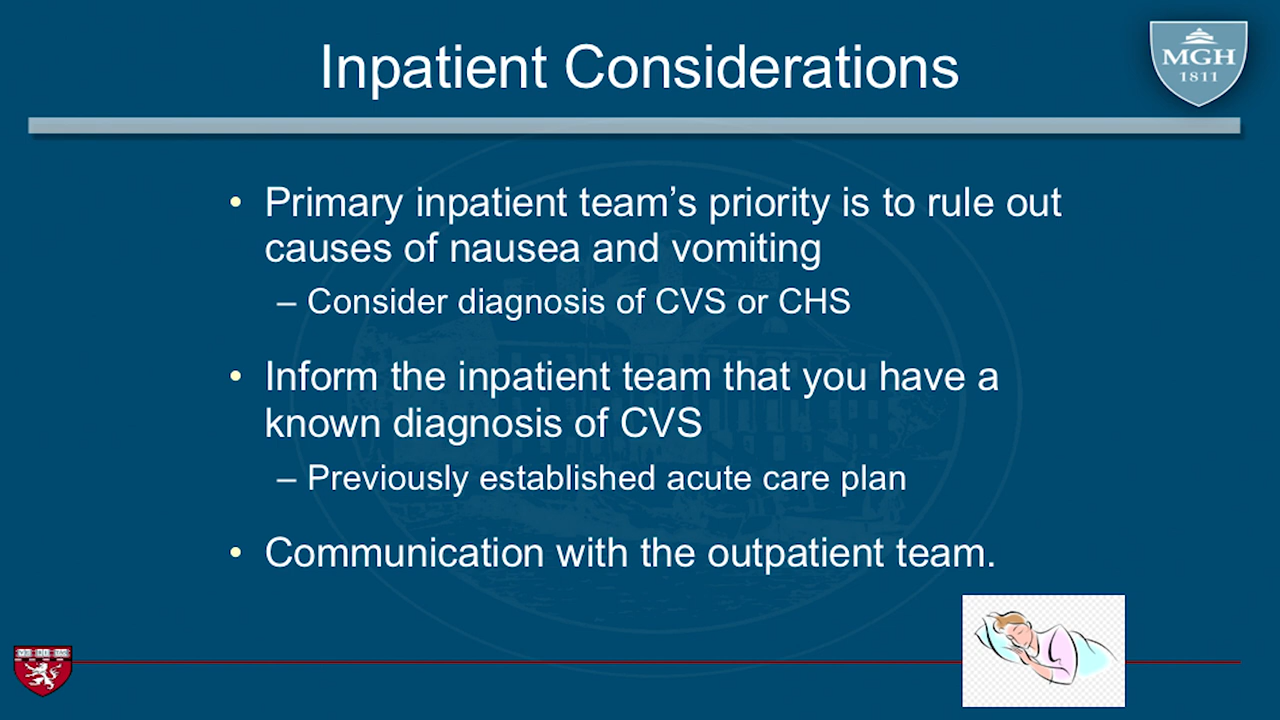 Inpatient Considerations
MGH
1811
• Primary inpatient team’s priority is to rule out
causes of nausea and vomiting
– Consider diagnosis of CVS or CHS
• Inform the inpatient team that you have a
known diagnosis of CVS
– Previously established acute care plan
• Communication with the outpatient team.